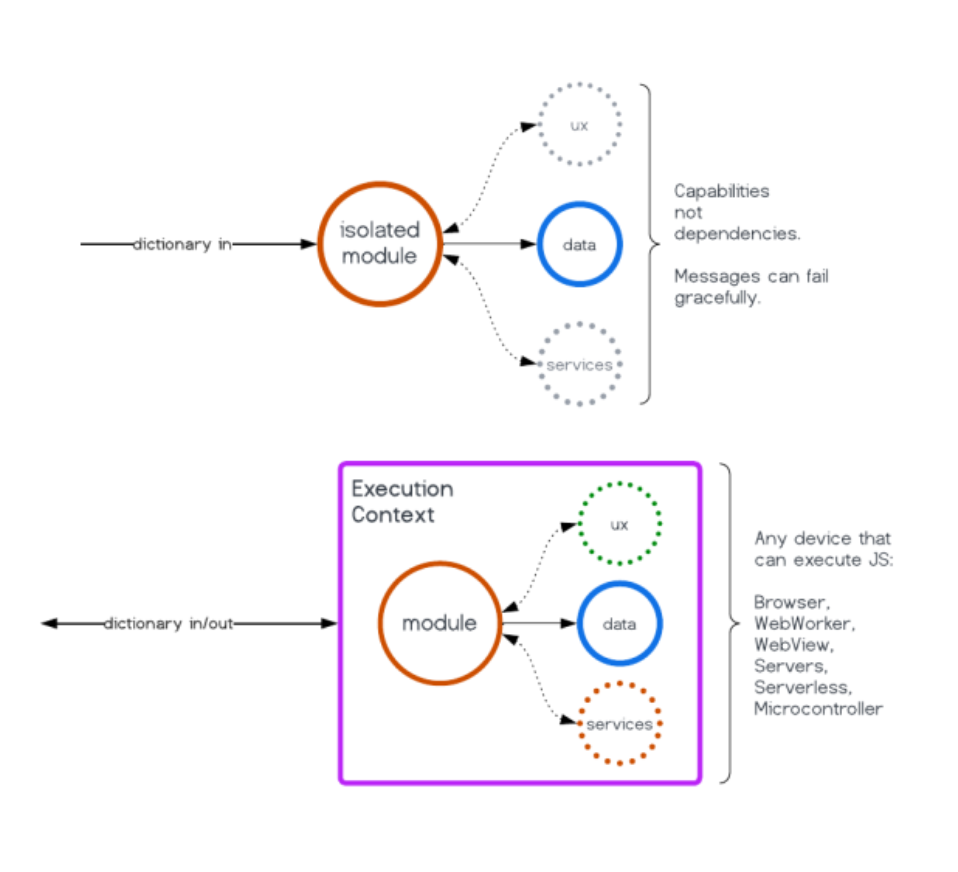 ux
isolated
module
dictionary in
data
services
Capabilities
not
dependencies.
Messages can fail
gracefully.
Execution
Context
ux
module
dictionary in/out
data
services
Any device that
can execute JS:
Browser,
WebWorker,
WebView,
Servers,
Serverless,
Microcontroller